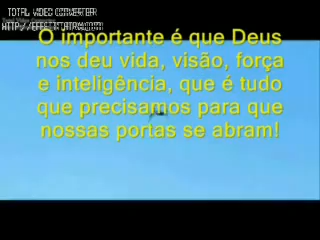 TOTAL VIDEO CONVERTER
O importante é que Deus
nos deu vida, visão, força
e inteligência, que é tudo
que precisamos para que
nossas portas se abram!